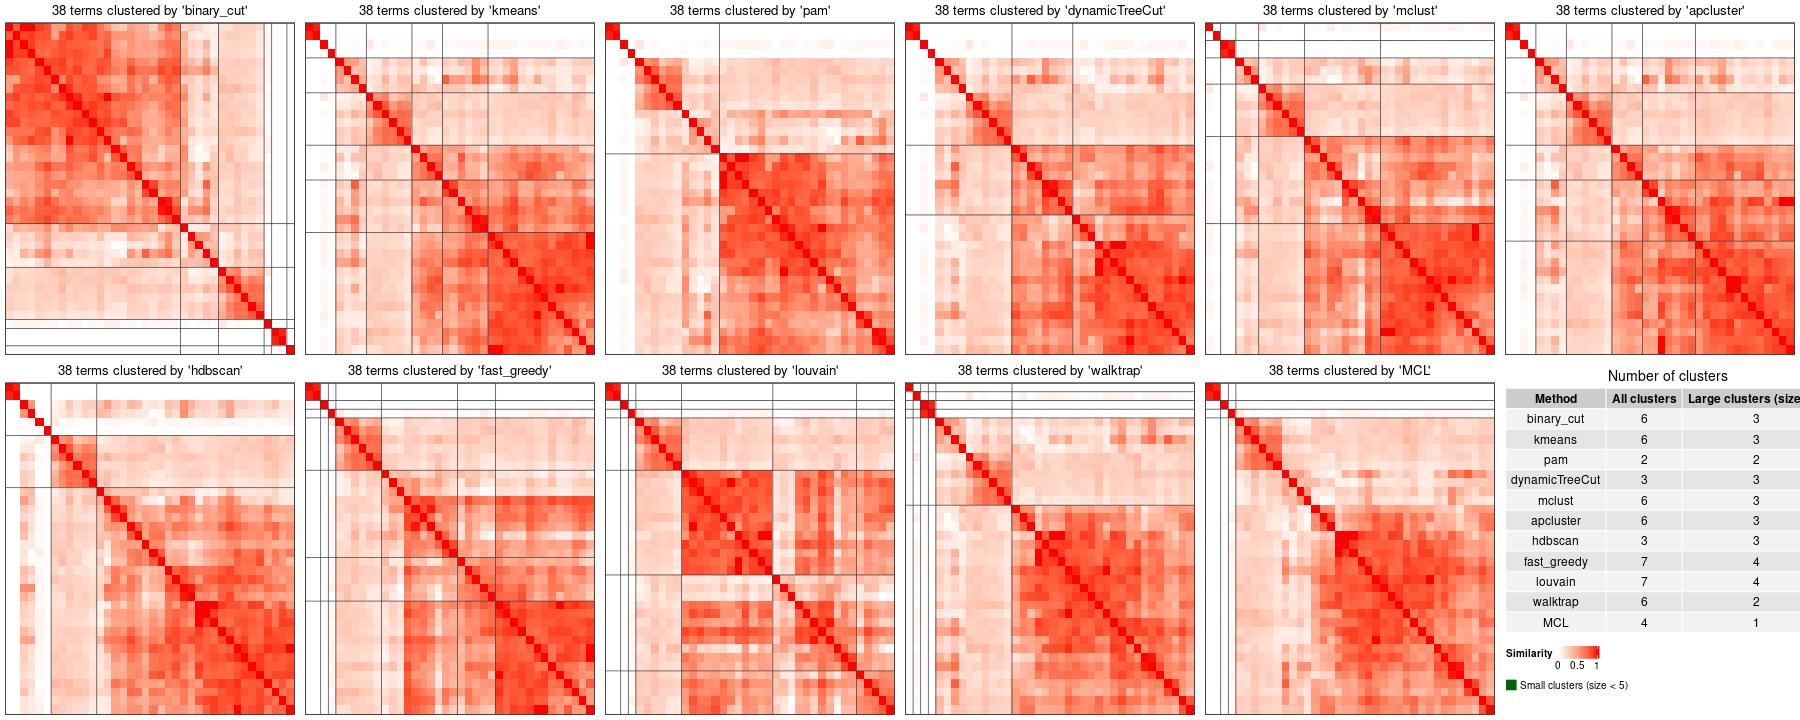 38 terms clustered by 'binary_cut'
38 terms clustered by 'kmeans'
38 terms clustered by 'pam'
38 terms clustered by 'dynamicTreeCut'
38 terms clustered by 'mclust'
38 terms clustered by 'apcluster'
38 terms clustered by 'hdbscan'
38 terms clustered by 'fast_greedy'
38 terms clustered by 'louvain'
38 terms clustered by 'walktrap'
38 terms clustered by 'MCL'
Number of clusters
Method All clusters Large clusters (size
binary_cut 6 3
kmeans 6 3
pam 2 2
dynamicTreeCut 3 3
mclust 6 3
apcluster 6 3
hdbscan 3 3
fast_greedy 7 4
louvain 7 4
walktrap 6 2
MCL 4 1
Similarity
0 0.5 1
Small clusters (size < 5)